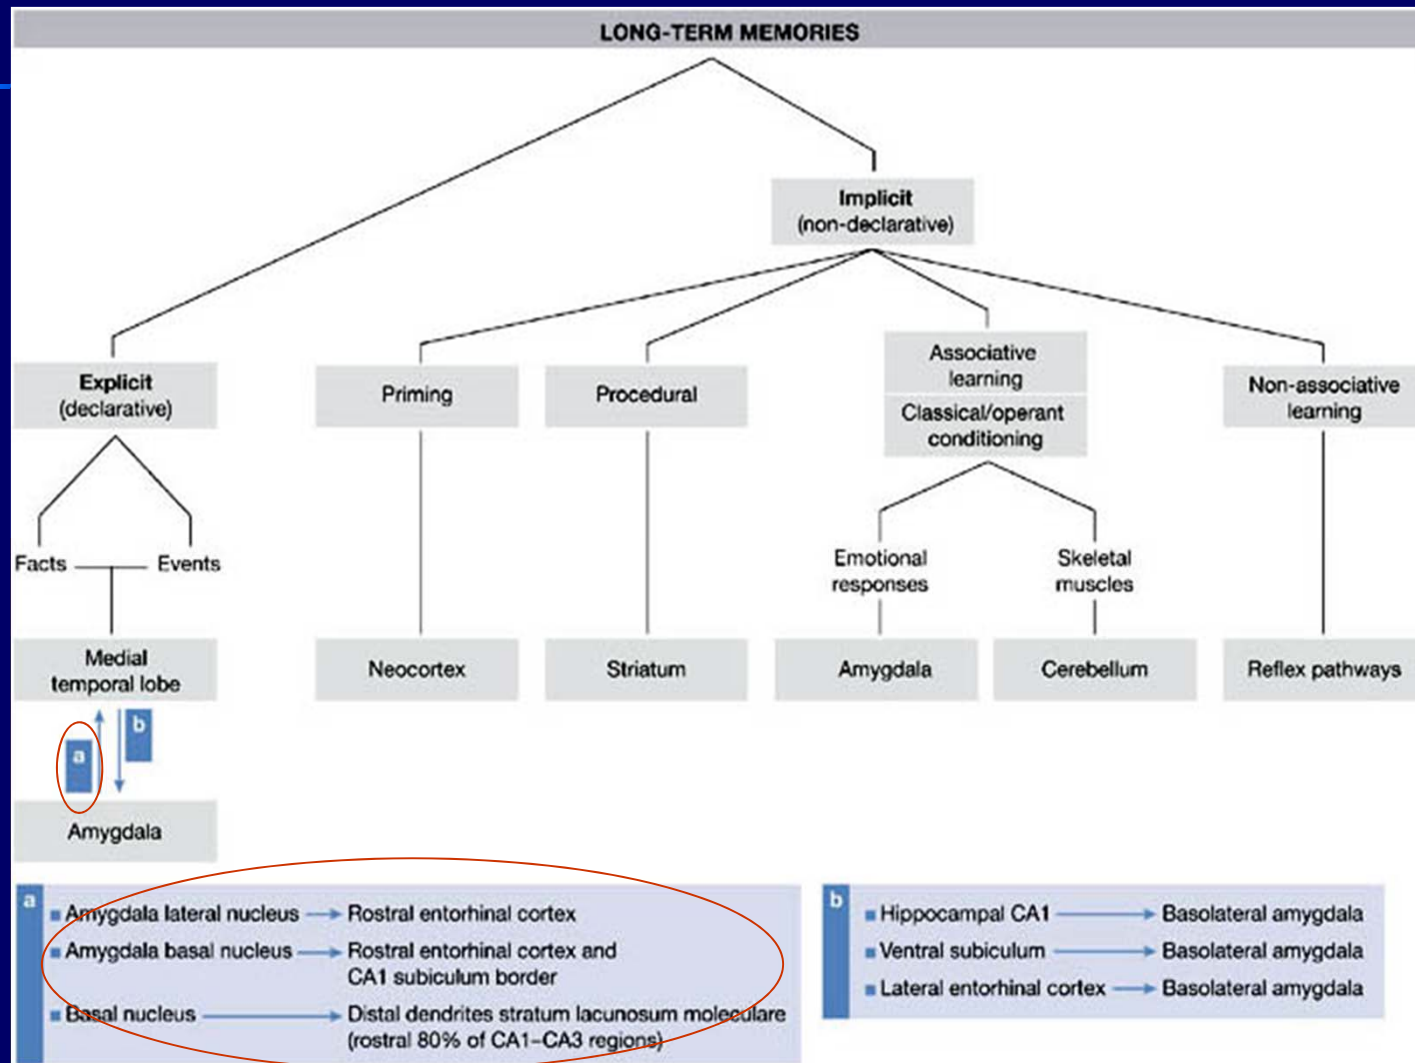 LONG-TERM MEMORIES
Implicit
(non-declarative)
Explicit
(declarative)
Priming
Procedural
Associative
learning
Classical/operant
conditioning
Non-associative
learning
Facts
Events
Emotional
responses
Skeletal
muscles
Medial
temporal lobe
Neocortex
Striatum
Amygdala
Cerebellum
Reflex pathways
a
b
Amygdala
a
Amygdala lateral nucleus → Rostral entorhinal cortex
Amygdala basal nucleus → Rostral entorhinal cortex and
CA1 subiculum border
Basal nucleus → Distal dendrites stratum lacunosum moleculare
(rostral 80% of CA1–CA3 regions)
b
Hippocampal CA1 → Basolateral amygdala
Ventral subiculum → Basolateral amygdala
Lateral entorhinal cortex → Basolateral amygdala